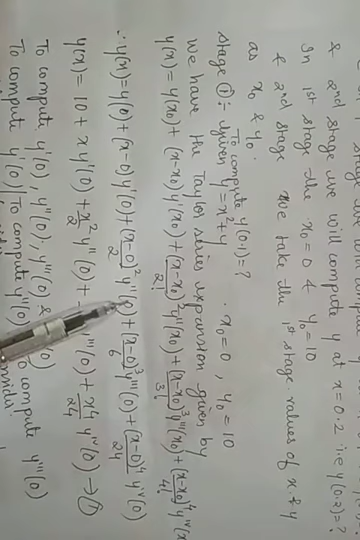 & 2nd stage we will compute y at x=0.2 i.e y(0.2)=?
In 1st stage the x₀=0 & y₀=10
& 2nd stage we take the 1st stage values of x & y
as x₀ & y₀.
To compute y(0.1)=?
Stage ①:- Given y'=x²+y . x₀=0, y₀=10
We have the Taylor series expansion given by
y(x) = y(x₀) + (x-x₀)y'(x₀) + (x-x₀)²/2! y''(x₀) + (x-x₀)³/3! y'''(x₀) + (x-x₀)⁴/4!
∴ y(x) = y(0) + (x-0)y'(0) + (x-0)²/2 y''(0) + (x-0)³/6 y'''(0) + (x-0)⁴/24 y⁗(0)
y(x) = 10 + x y'(0) + x²/2 y''(0) + y'''(0) + x⁴/24 y⁗(0) → ①
To compute y'(0), y''(0), y'''(0) & (0)
To compute y'(0) | To compute y''(0) | To compute y'''(0)